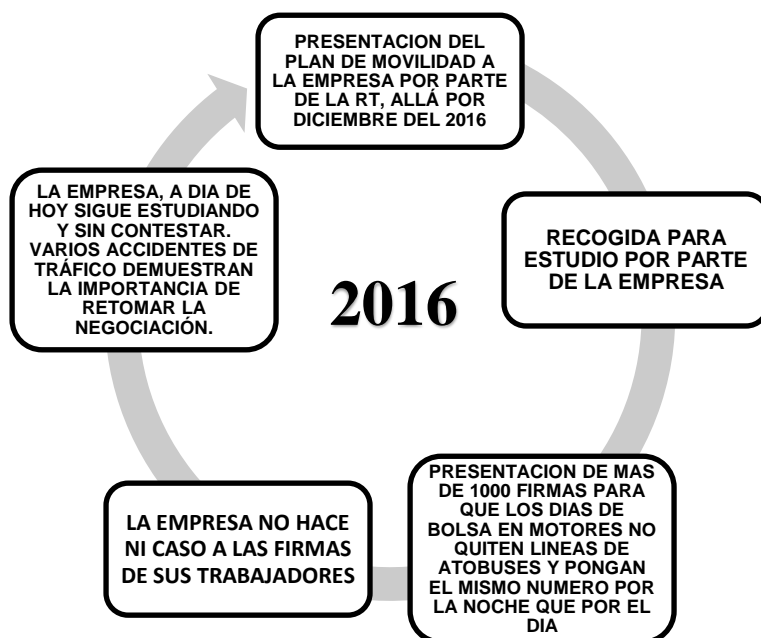 PRESENTACION DEL
PLAN DE MOVILIDAD A
LA EMPRESA POR PARTE
DE LA RT, ALLÁ POR
DICIEMBRE DEL 2016
RECOGIDA PARA
ESTUDIO POR PARTE
DE LA EMPRESA
PRESENTACION DE MAS
DE 1000 FIRMAS PARA
QUE LOS DIAS DE
BOLSA EN MOTORES NO
QUITEN LINEAS DE
ATOBUSES Y PONGAN
EL MISMO NUMERO POR
LA NOCHE QUE POR EL
DIA
LA EMPRESA NO HACE
NI CASO A LAS FIRMAS
DE SUS TRABAJADORES
LA EMPRESA, A DIA DE
HOY SIGUE ESTUDIANDO
Y SIN CONTESTAR.
VARIOS ACCIDENTES DE
TRÁFICO DEMUESTRAN
LA IMPORTANCIA DE
RETOMAR LA
NEGOCIACIÓN.
2016